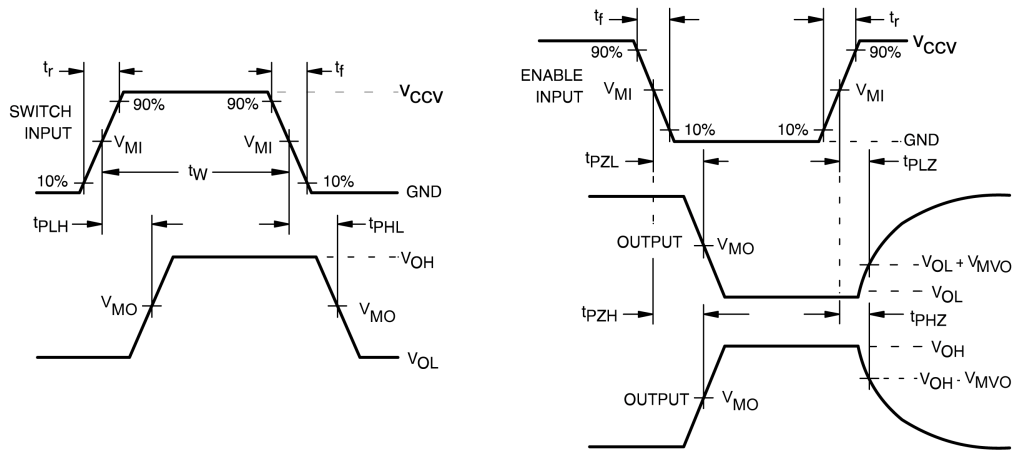 tr
tf
VCCV
90%
90%
SWITCH
INPUT
VMI
VMI
tW
10%
10%
GND
tPLH
tPHL
VOH
VMO
VMO
VOL
tf
tr
VCCV
90%
90%
ENABLE
INPUT
VMI
VMI
10%
10%
GND
tPZL
tPLZ
OUTPUT
VMO
VOL + VMVO
VOL
tPZH
tPHZ
VOH
VOH - VMVO
OUTPUT
VMO